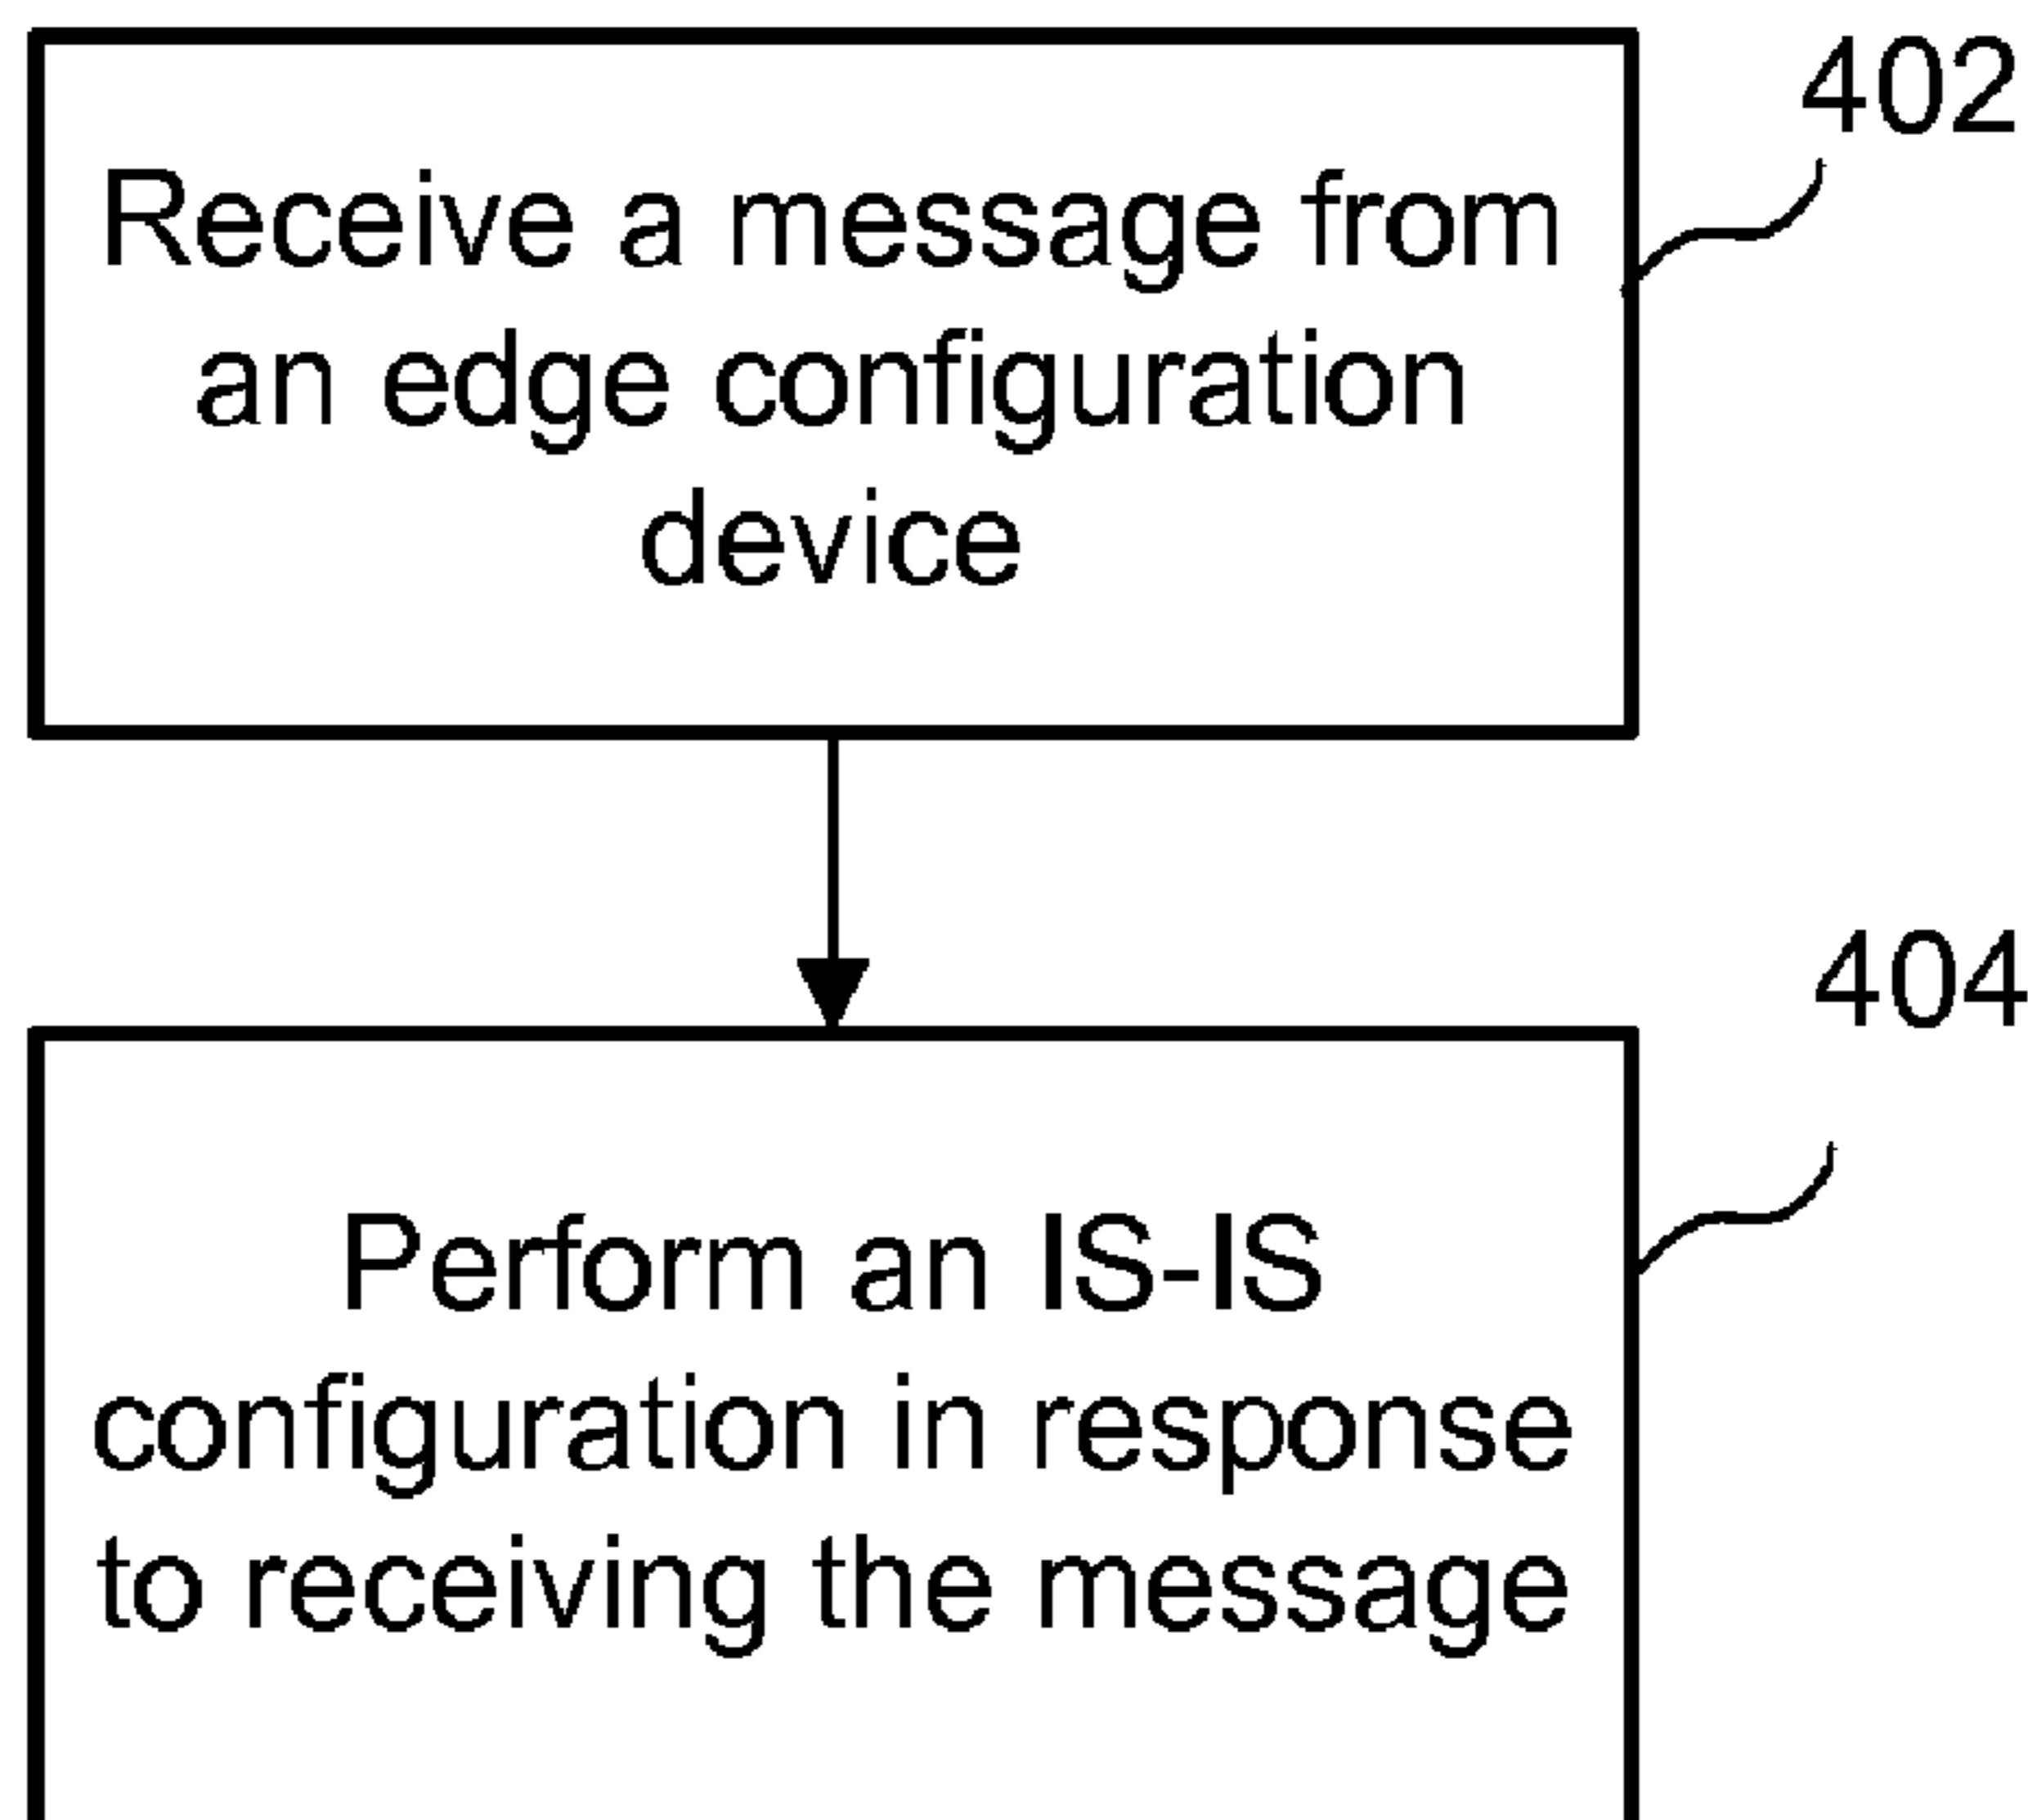 402
Receive a message from
an edge configuration
device
404
Perform an IS-IS
configuration in response
to receiving the message